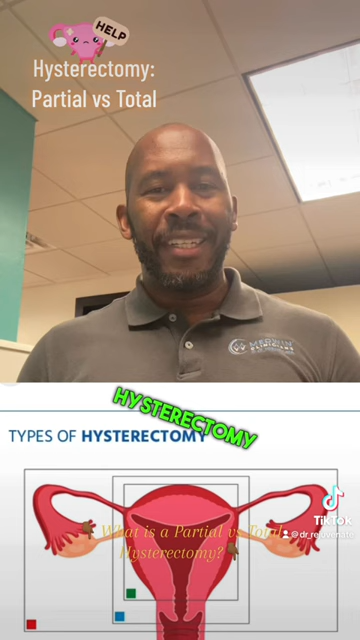 HELP
Hysterectomy:
Partial vs Total
HYSTERECTOMY
TYPES OF HYSTERECTOMY
What is a Partial vs Total
Hysterectomy?
TikTok
@dr_rejuvenate